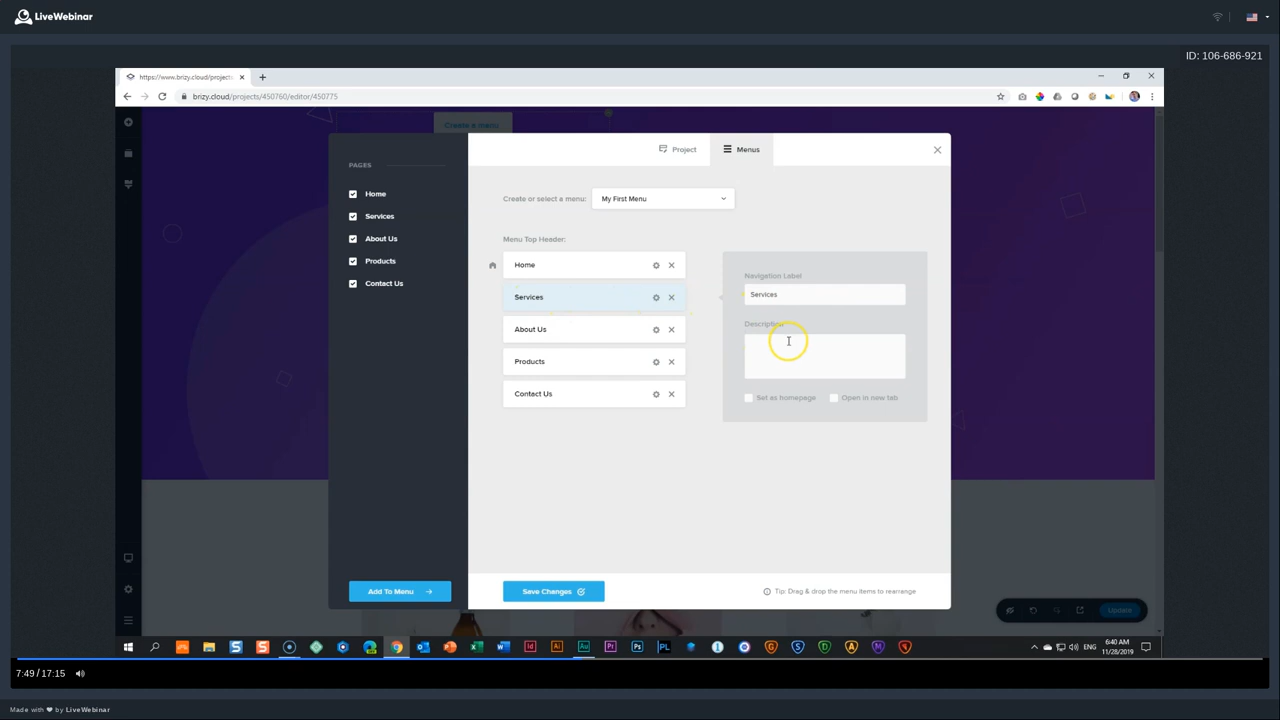 LiveWebinar
ID: 106-686-921
https://www.brizy.cloud/project
brizy.cloud/projects/450760/editor/450775
Create a menu
PAGES
Project
Menus
Home
Services
About Us
Products
Contact Us
Create or select a menu:
My First Menu
Menu Top Header:
Home
Services
About Us
Products
Contact Us
Navigation Label
Services
Description
Set as homepage
Open in new tab
Add To Menu
Save Changes
Tip: Drag & drop the menu items to rearrange
Update
ENG
6:40 AM
11/28/2019
7:49 / 17:15
Made with ❤ by LiveWebinar